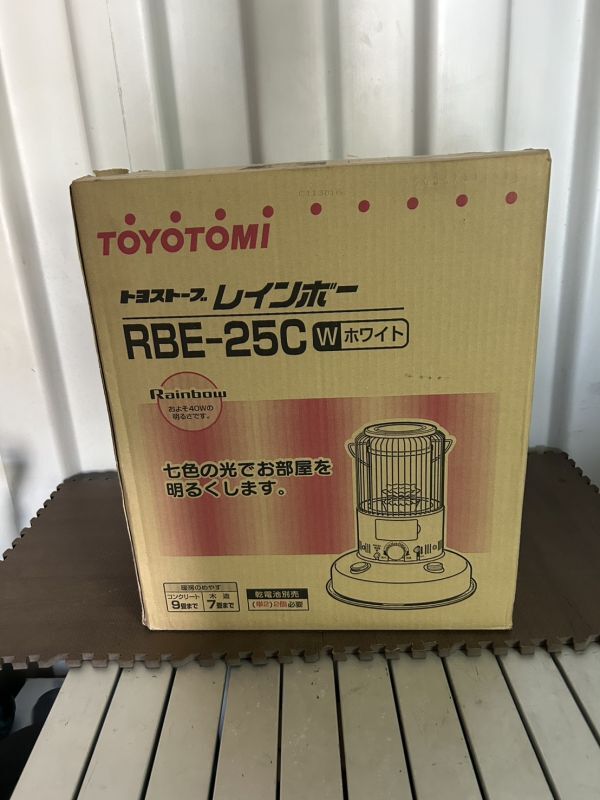 TOYOTOMI
トヨストーブ レインボー
RBE-25C W ホワイト
Rainbow
およそ40Wの
明るさです。
七色の光でお部屋を
明るくします。
暖房のめやす
コンクリート 木造
9畳まで 7畳まで
乾電池別売
(単2)2個必要